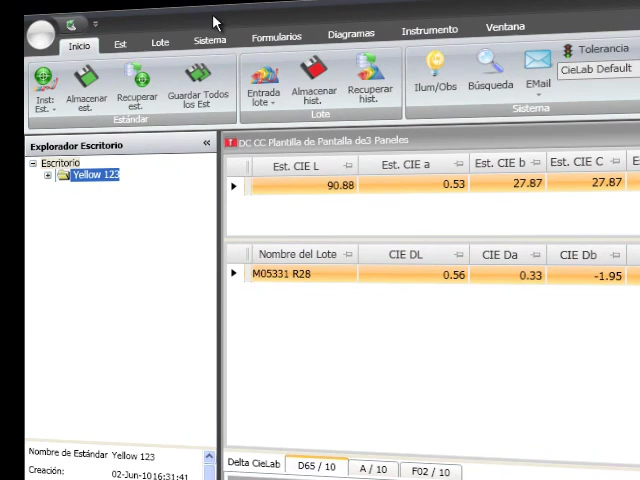 Inicio Est Lote Sistema Formularios Diagramas Instrumento Ventana
Inst: Est. Almacenar est. Recuperar est. Guardar Todos los Est
Entrada lote Almacenar hist. Recuperar hist.
Ilum/Obs Búsqueda EMail
Tolerancia
CieLab Default
Estándar Lote Sistema
Explorador Escritorio «
Escritorio
Yellow 123
DC CC Plantilla de Pantalla de3 Paneles
Est. CIE L Est. CIE a Est. CIE b Est. CIE C
90.88 0.53 27.87 27.87
Nombre del Lote CIE DL CIE Da CIE Db
M05331 R28 0.56 0.33 -1.95
Nombre de Estándar Yellow 123
Creación: 02-Jun-1016:31:41
Delta CieLab D65 / 10 A / 10 F02 / 10